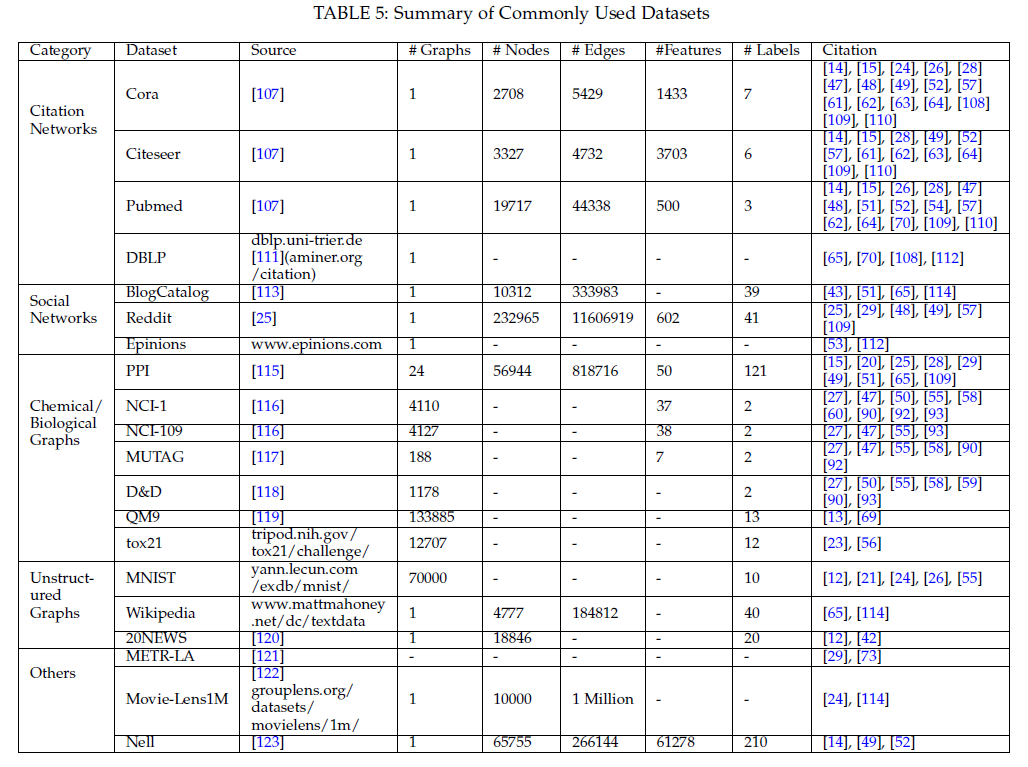 TABLE 5: Summary of Commonly Used Datasets
Category Dataset Source # Graphs # Nodes # Edges #Features # Labels Citation
Citation
Networks
Cora [107] 1 2708 5429 1433 7
[14], [15], [24], [26], [28]
[47], [48], [49], [52], [57]
[61], [62], [63], [64], [108]
[109], [110]
Citeseer [107] 1 3327 4732 3703 6
[14], [15], [28], [49], [52]
[57], [61], [62], [63], [64]
[109], [110]
Pubmed [107] 1 19717 44338 500 3
[14], [15], [26], [28], [47]
[48], [51], [52], [54], [57]
[62], [64], [70], [109], [110]
DBLP
dblp.uni-trier.de
[111](aminer.org
/citation)
1 - - - - [65], [70], [108], [112]
Social
Networks
BlogCatalog [113] 1 10312 333983 - 39 [43], [51], [65], [114]
Reddit [25] 1 232965 11606919 602 41
[25], [29], [48], [49], [57]
[109]
Epinions www.epinions.com 1 - - - - [53], [112]
Chemical/
Biological
Graphs
PPI [115] 24 56944 818716 50 121
[15], [20], [25], [28], [29]
[49], [51], [65], [109]
NCI-1 [116] 4110 - - 37 2
[27], [47], [50], [55], [58]
[60], [90], [92], [93]
NCI-109 [116] 4127 - - 38 2 [27], [47], [55], [93]
MUTAG [117] 188 - - 7 2
[27], [47], [55], [58], [90]
[92]
D&D [118] 1178 - - - 2
[27], [50], [55], [58], [59]
[90], [93]
QM9 [119] 133885 - - - 13 [13], [69]
tox21
tripod.nih.gov/
tox21/challenge/
12707 - - - 12 [23], [56]
Unstruct-
ured
Graphs
MNIST
yann.lecun.com
/exdb/mnist/
70000 - - - 10 [12], [21], [24], [26], [55]
Wikipedia
www.mattmahoney
.net/dc/textdata
1 4777 184812 - 40 [65], [114]
20NEWS [120] 1 18846 - - 20 [12], [42]
Others
METR-LA [121] - - - - - [29], [73]
Movie-Lens1M
[122]
grouplens.org/
datasets/
movielens/1m/
1 10000 1 Million - - [24], [114]
Nell [123] 1 65755 266144 61278 210 [14], [49], [52]